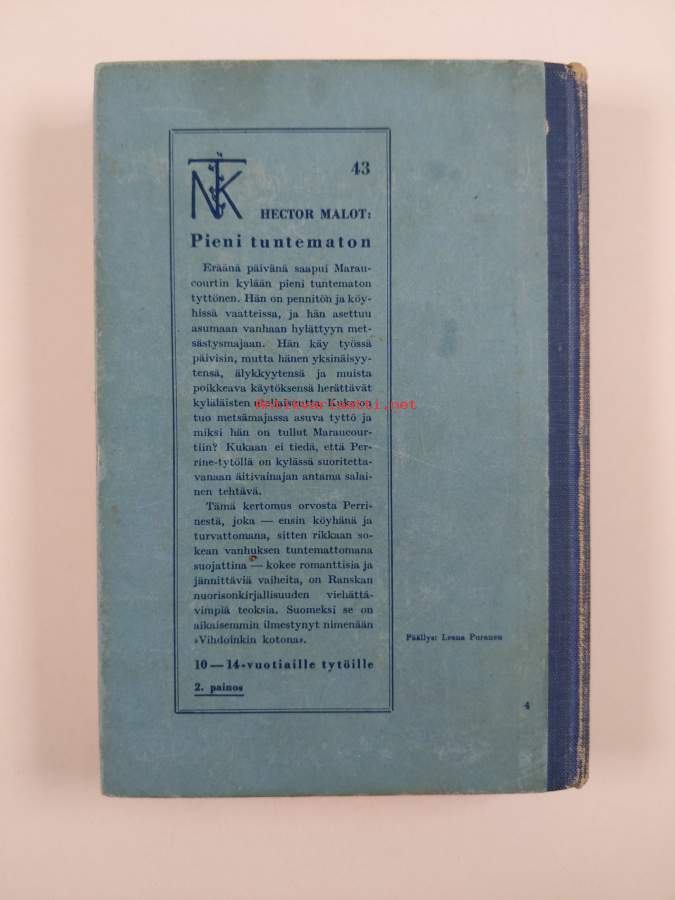 NTK
43
HECTOR MALOT:
Pieni tuntematon
Eräänä päivänä saapui Marau-
courtin kylään pieni tuntematon
tyttönen. Hän on pennitön ja köy-
hissä vaatteissa, ja hän asettuu
asumaan vanhaan hylättyyn met-
sästysmajaan. Hän käy työssä
päivisin, mutta hänen yksinäisyy-
tensä, älykkyytensä ja muista
poikkeava käytöksensä herättävät
kyläläisten uteliaisuutta. Kuka on
tuo metsämajassa asuva tyttö ja
miksi hän on tullut Maraucour-
tiin? Kukaan ei tiedä, että Per-
rine-tytöllä on kylässä suoritetta-
vanaan äitivainajan antama salai-
nen tehtävä.
Tämä kertomus orvosta Perri-
nestä, joka — ensin köyhänä ja
turvattomana, sitten rikkaan so-
kean vanhuksen tuntemattomana
suojattina — kokee romanttisia ja
jännittäviä vaiheita, on Ranskan
nuorisonkirjallisuuden viehättä-
vimpiä teoksia. Suomeksi se on
aikaisemmin ilmestynyt nimenään
»Vihdoinkin kotona».
10—14-vuotiaille tytöille
2. painos
Päällys: Leena Puranen
4